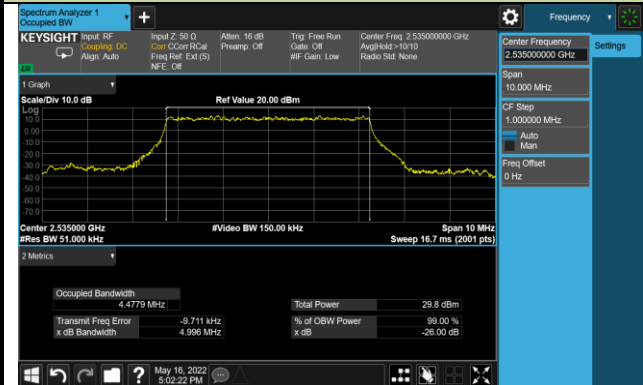 Spectrum Analyzer 1
Occupied BW
Frequency
KEYSIGHT
Input: RF
Coupling: DC
Align: Auto
Input Z: 50 Ω
Corr CCorr RCal
Freq Ref: Ext (S)
NFE: Off
Atten: 16 dB
Preamp: Off
Trig: Free Run
Gate: Off
#IF Gain: Low
Center Freq: 2.535000000 GHz
Avg|Hold:>10/10
Radio Std: None
Center Frequency
2.535000000 GHz
Settings
Span
10.000 MHz
CF Step
1.000000 MHz
Auto
Man
Freq Offset
0 Hz
1 Graph
Scale/Div 10.0 dB
Ref Value 20.00 dBm
Log
10.0
0.00
-10.0
-20.0
-30.0
-40.0
-50.0
-60.0
-70.0
Center 2.535000 GHz
#Video BW 150.00 kHz
Span 10 MHz
#Res BW 51.000 kHz
Sweep 16.7 ms (2001 pts)
2 Metrics
Occupied Bandwidth
4.4779 MHz
Total Power
29.8 dBm
Transmit Freq Error
-9.711 kHz
% of OBW Power
99.00 %
x dB Bandwidth
4.996 MHz
x dB
-26.00 dB
May 16, 2022
5:02:22 PM